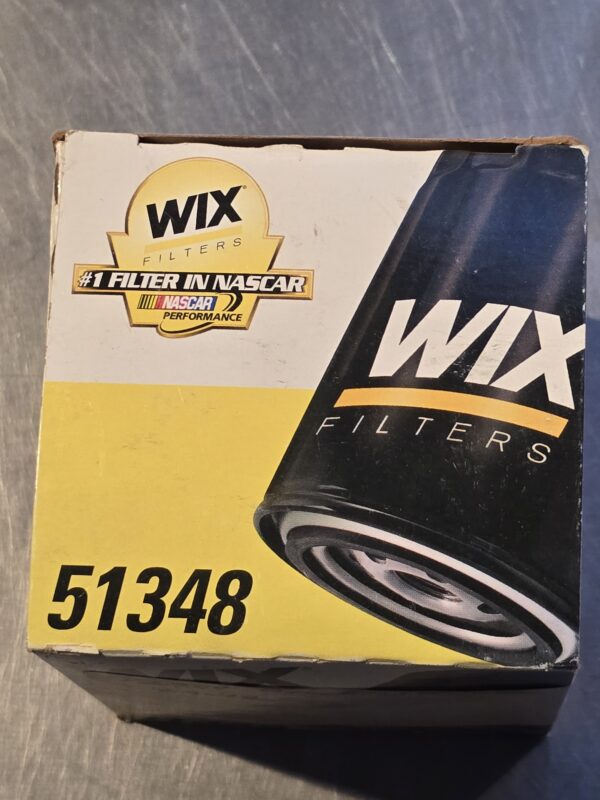 WIX
FILTERS
#1 FILTER IN NASCAR
NASCAR
PERFORMANCE
WIX
FILTERS
51348